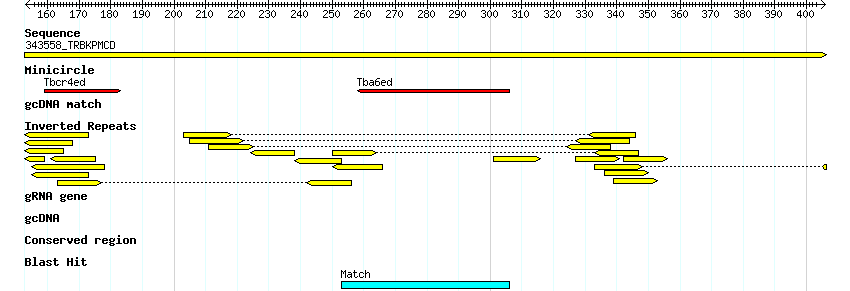 160 170 180 190 200 210 220 230 240 250 260 270 280 290 300 310 320 330 340 350 360 370 380 390 400
Sequence
343558_TRBKPMCD
Minicircle
Tbcr4ed Tba6ed
gcDNA match
Inverted Repeats
gRNA gene
gcDNA
Conserved region
Blast Hit
Match